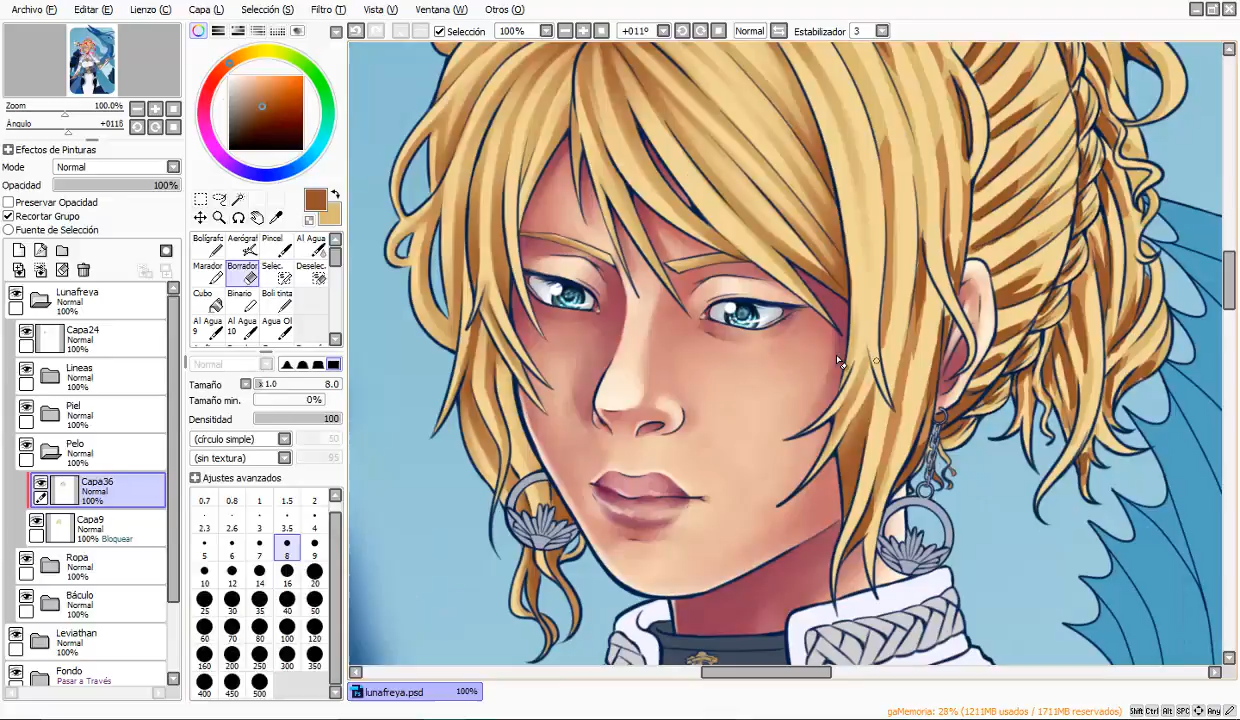 Archivo (F) Editar (E) Lienzo (C) Capa (L) Selección (S) Filtro (T) Vista (V) Ventana (W) Otros (O)
Selección 100% +011º Normal Estabilizador 3
Zoom 100.0%
Ángulo +011§
Efectos de Pinturas
Mode Normal
Opacidad 100%
Preservar Opacidad
Recortar Grupo
Fuente de Selección
Lunafreya
Normal
100%
Capa24
Normal
100%
Lineas
Normal
100%
Piel
Normal
100%
Pelo
Normal
100%
Capa36
Normal
100%
Capa9
Normal
100% Bloquear
Ropa
Normal
100%
Báculo
Normal
100%
Leviathan
Normal
100%
Fondo
Pasar a Través
Bolígrafo Aerógraf Pincel Al Agua
Marador Borrador Selec. Deselec.
Cubo Binario Boli tinta
Al Agua 9 Al Agua 10 Agua Ol
Normal
Tamaño x 1.0 8.0
Tamaño min. 0%
Densitidad 100
(círculo simple) 50
(sin textura) 95
Ajustes avanzados
0.7 0.8 1 1.5 2
2.3 2.6 3 3.5 4
5 6 7 8 9
10 12 14 16 20
25 30 35 40 50
60 70 80 100 120
160 200 250 300 350
400 450 500
lunafreya.psd 100%
gaMemoria: 28% (1211MB usados / 1711MB reservados)
Shift Ctrl Alt SPC Any